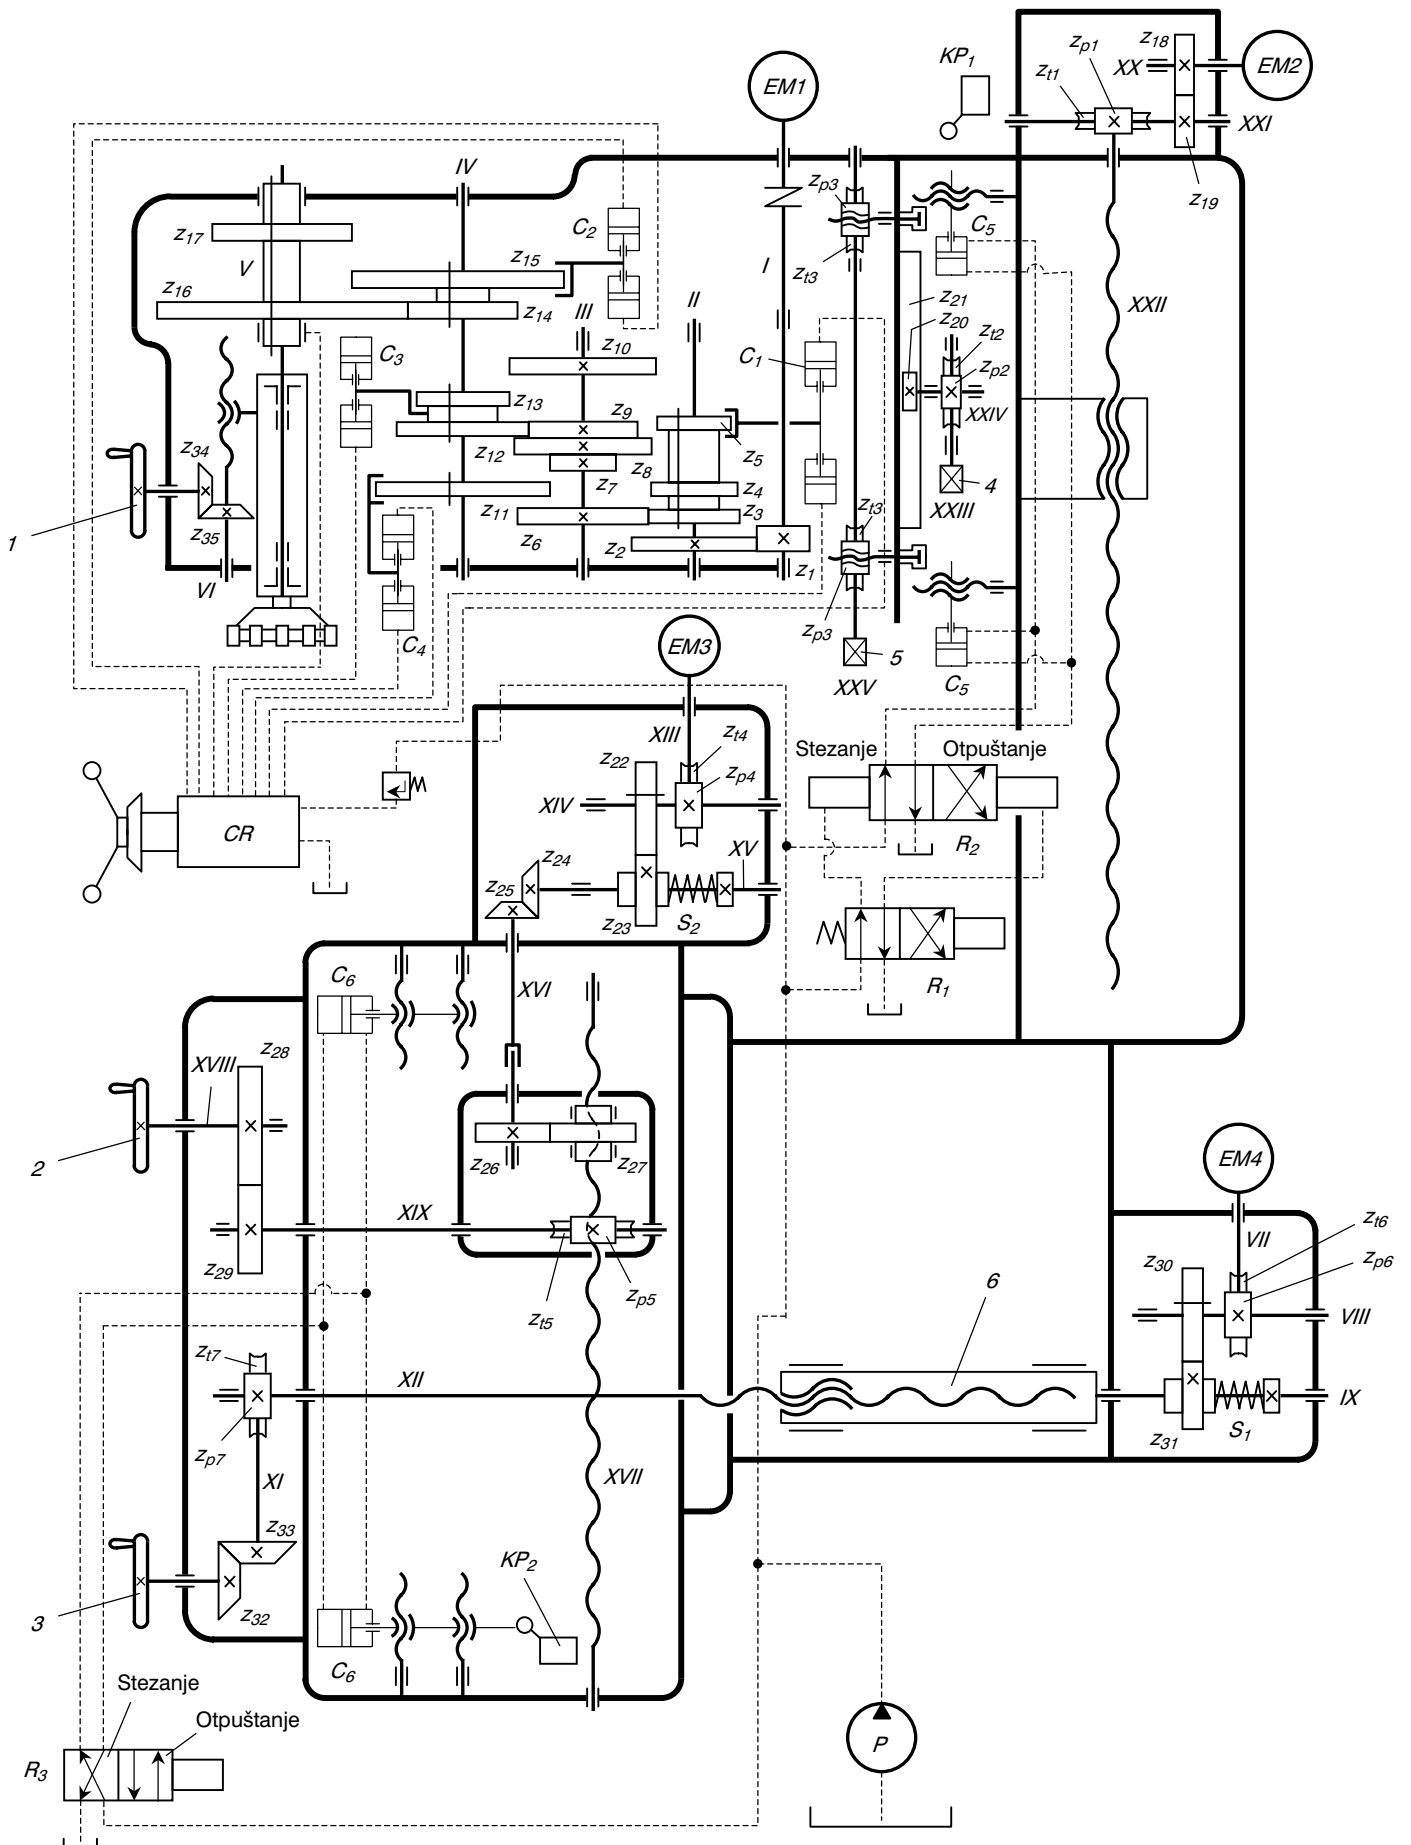 z18
zp1
KP1
zt1
XX
EM2
EM1
XXI
z19
IV
zp3
z17
C2
C5
V
z15
I
zt3
z16
z14
III
II
z21
XXII
z20
zt2
C3
z10
C1
zp2
z13
XXIV
z9
z34
z12
z8
z5
z7
z4
4
z11
z3
zt3
XXIII
1
z35
z6
z2
z1
VI
zp3
C4
EM3
5
XXV
C5
XIII
zt4
Stezanje
Otpuštanje
z22
zp4
XIV
CR
R2
XV
z24
z25
z23
S2
R1
C6
XVI
z28
XVIII
2
z26
z27
EM4
XIX
zt6
VII
z29
z30
zp6
zp5
6
zt5
VIII
zt7
XII
IX
zp7
z31
S1
XI
XVII
z33
KP2
3
z32
C6
Stezanje
Otpuštanje
R3
P